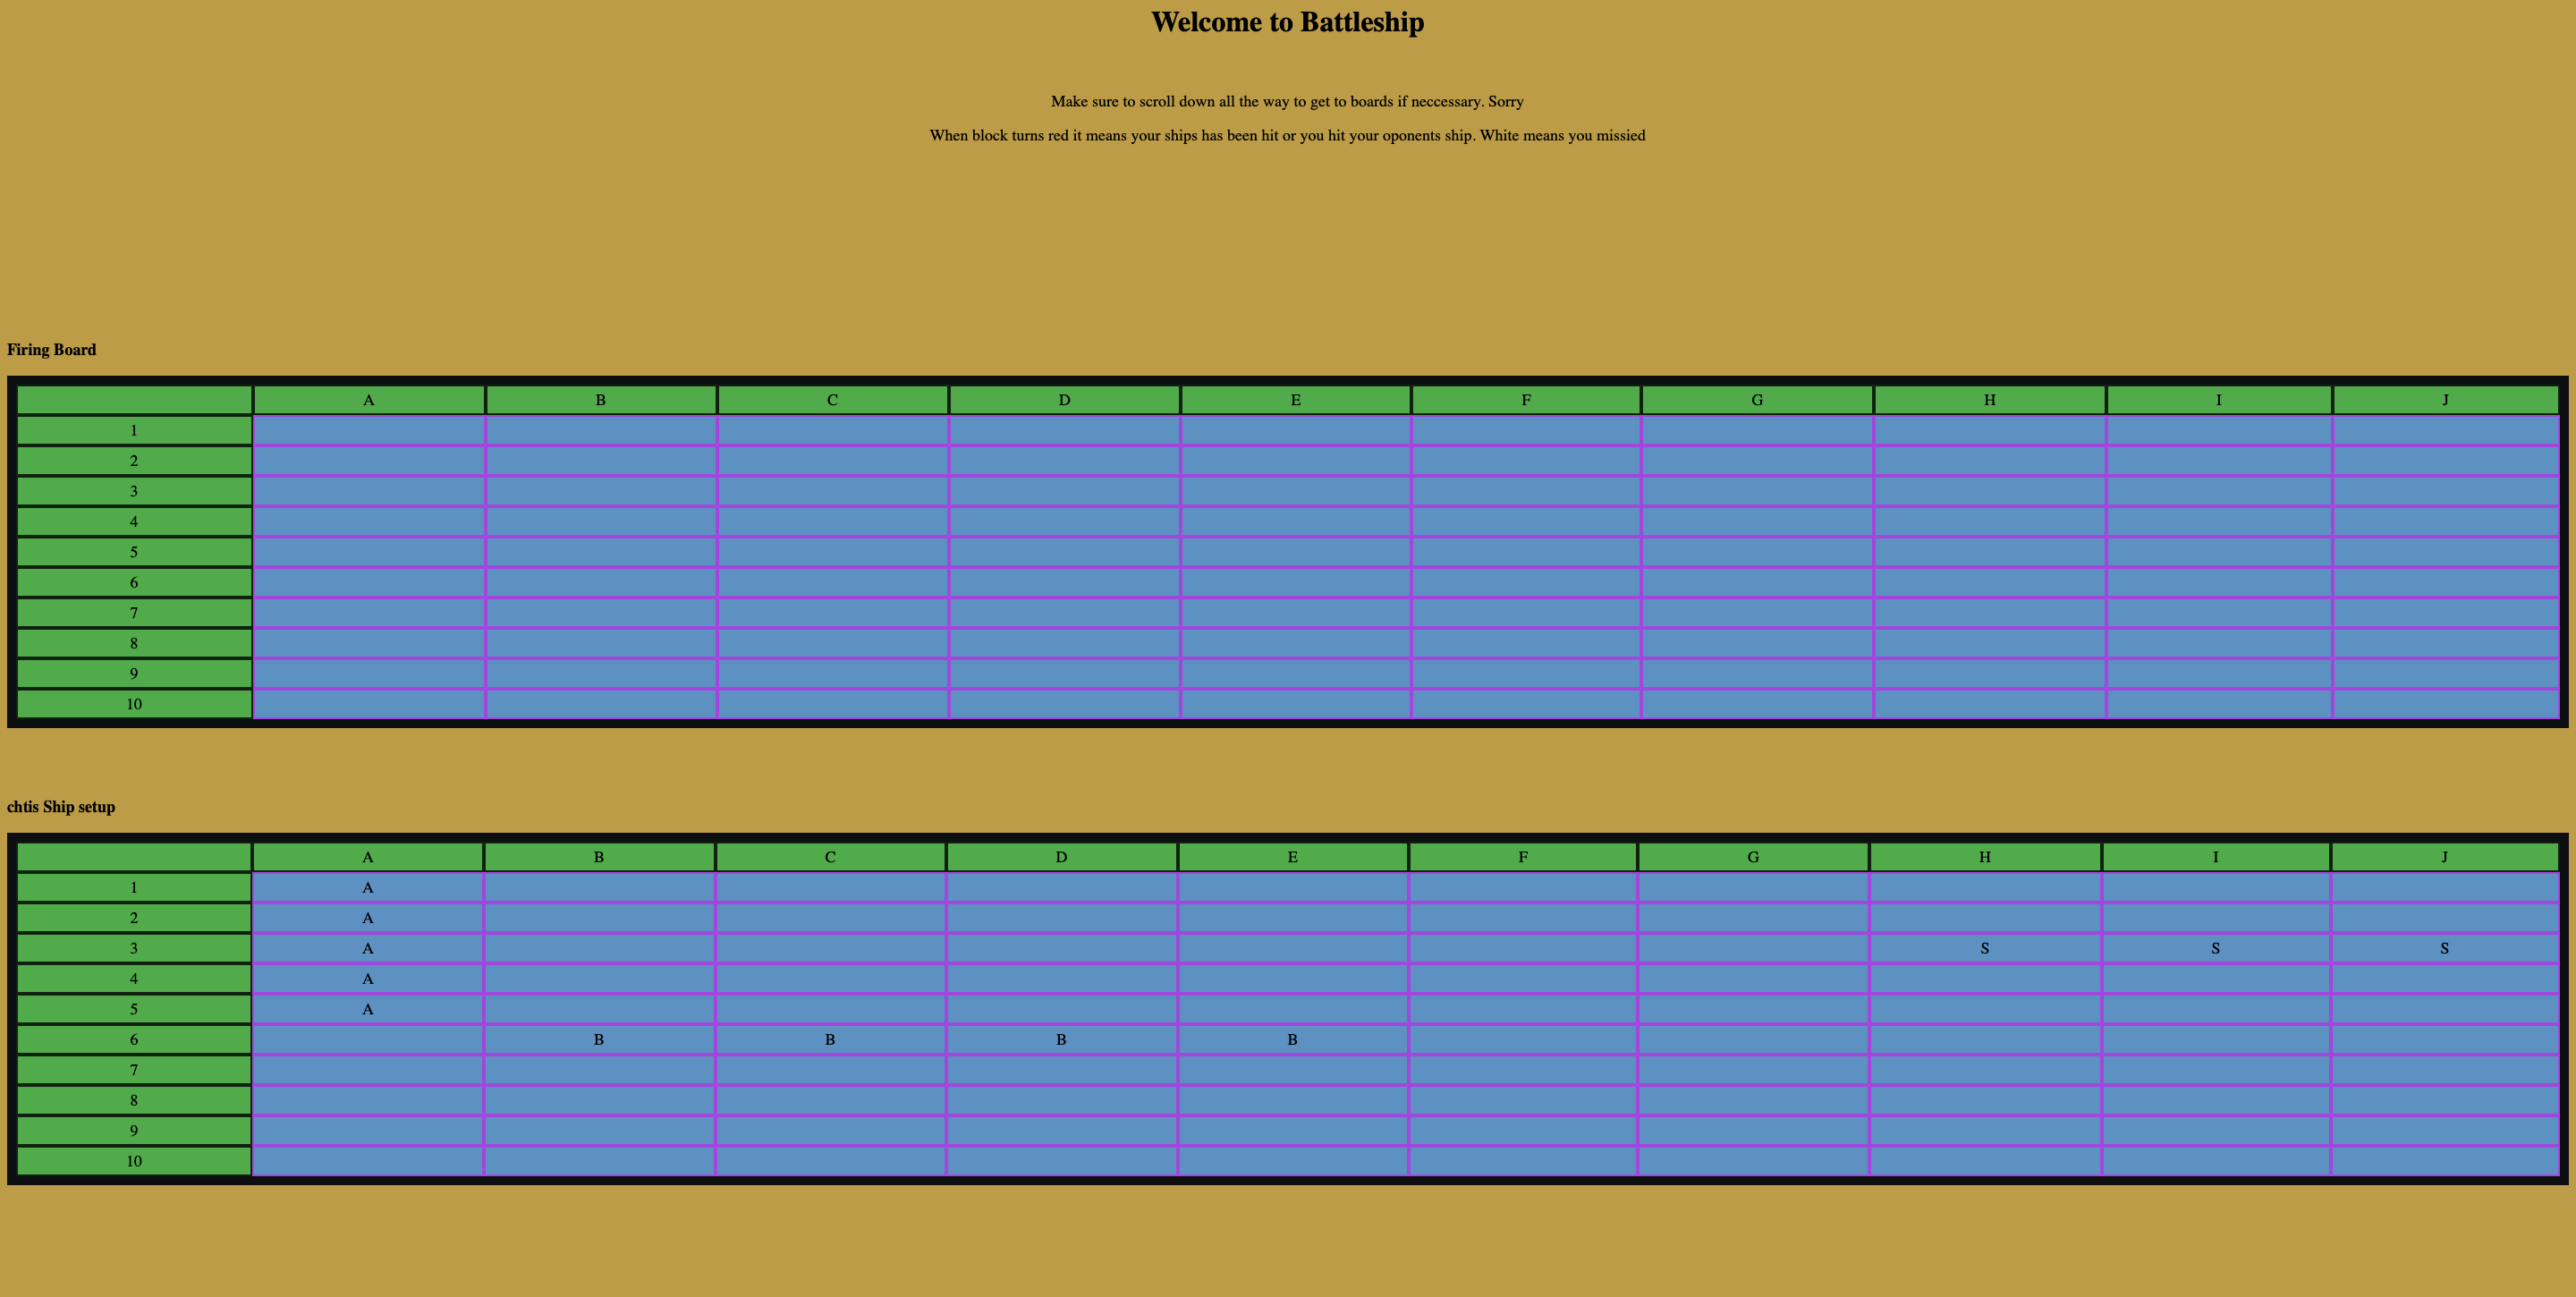 Welcome to Battleship
Make sure to scroll down all the way to get to boards if neccessary. Sorry
When block turns red it means your ships has been hit or you hit your oponents ship. White means you missied
Firing Board
A B C D E F G H I J
1
2
3
4
5
6
7
8
9
10
chtis Ship setup
A B C D E F G H I J
1 A
2 A
3 A S S S
4 A
5 A
6 B B B B
7
8
9
10